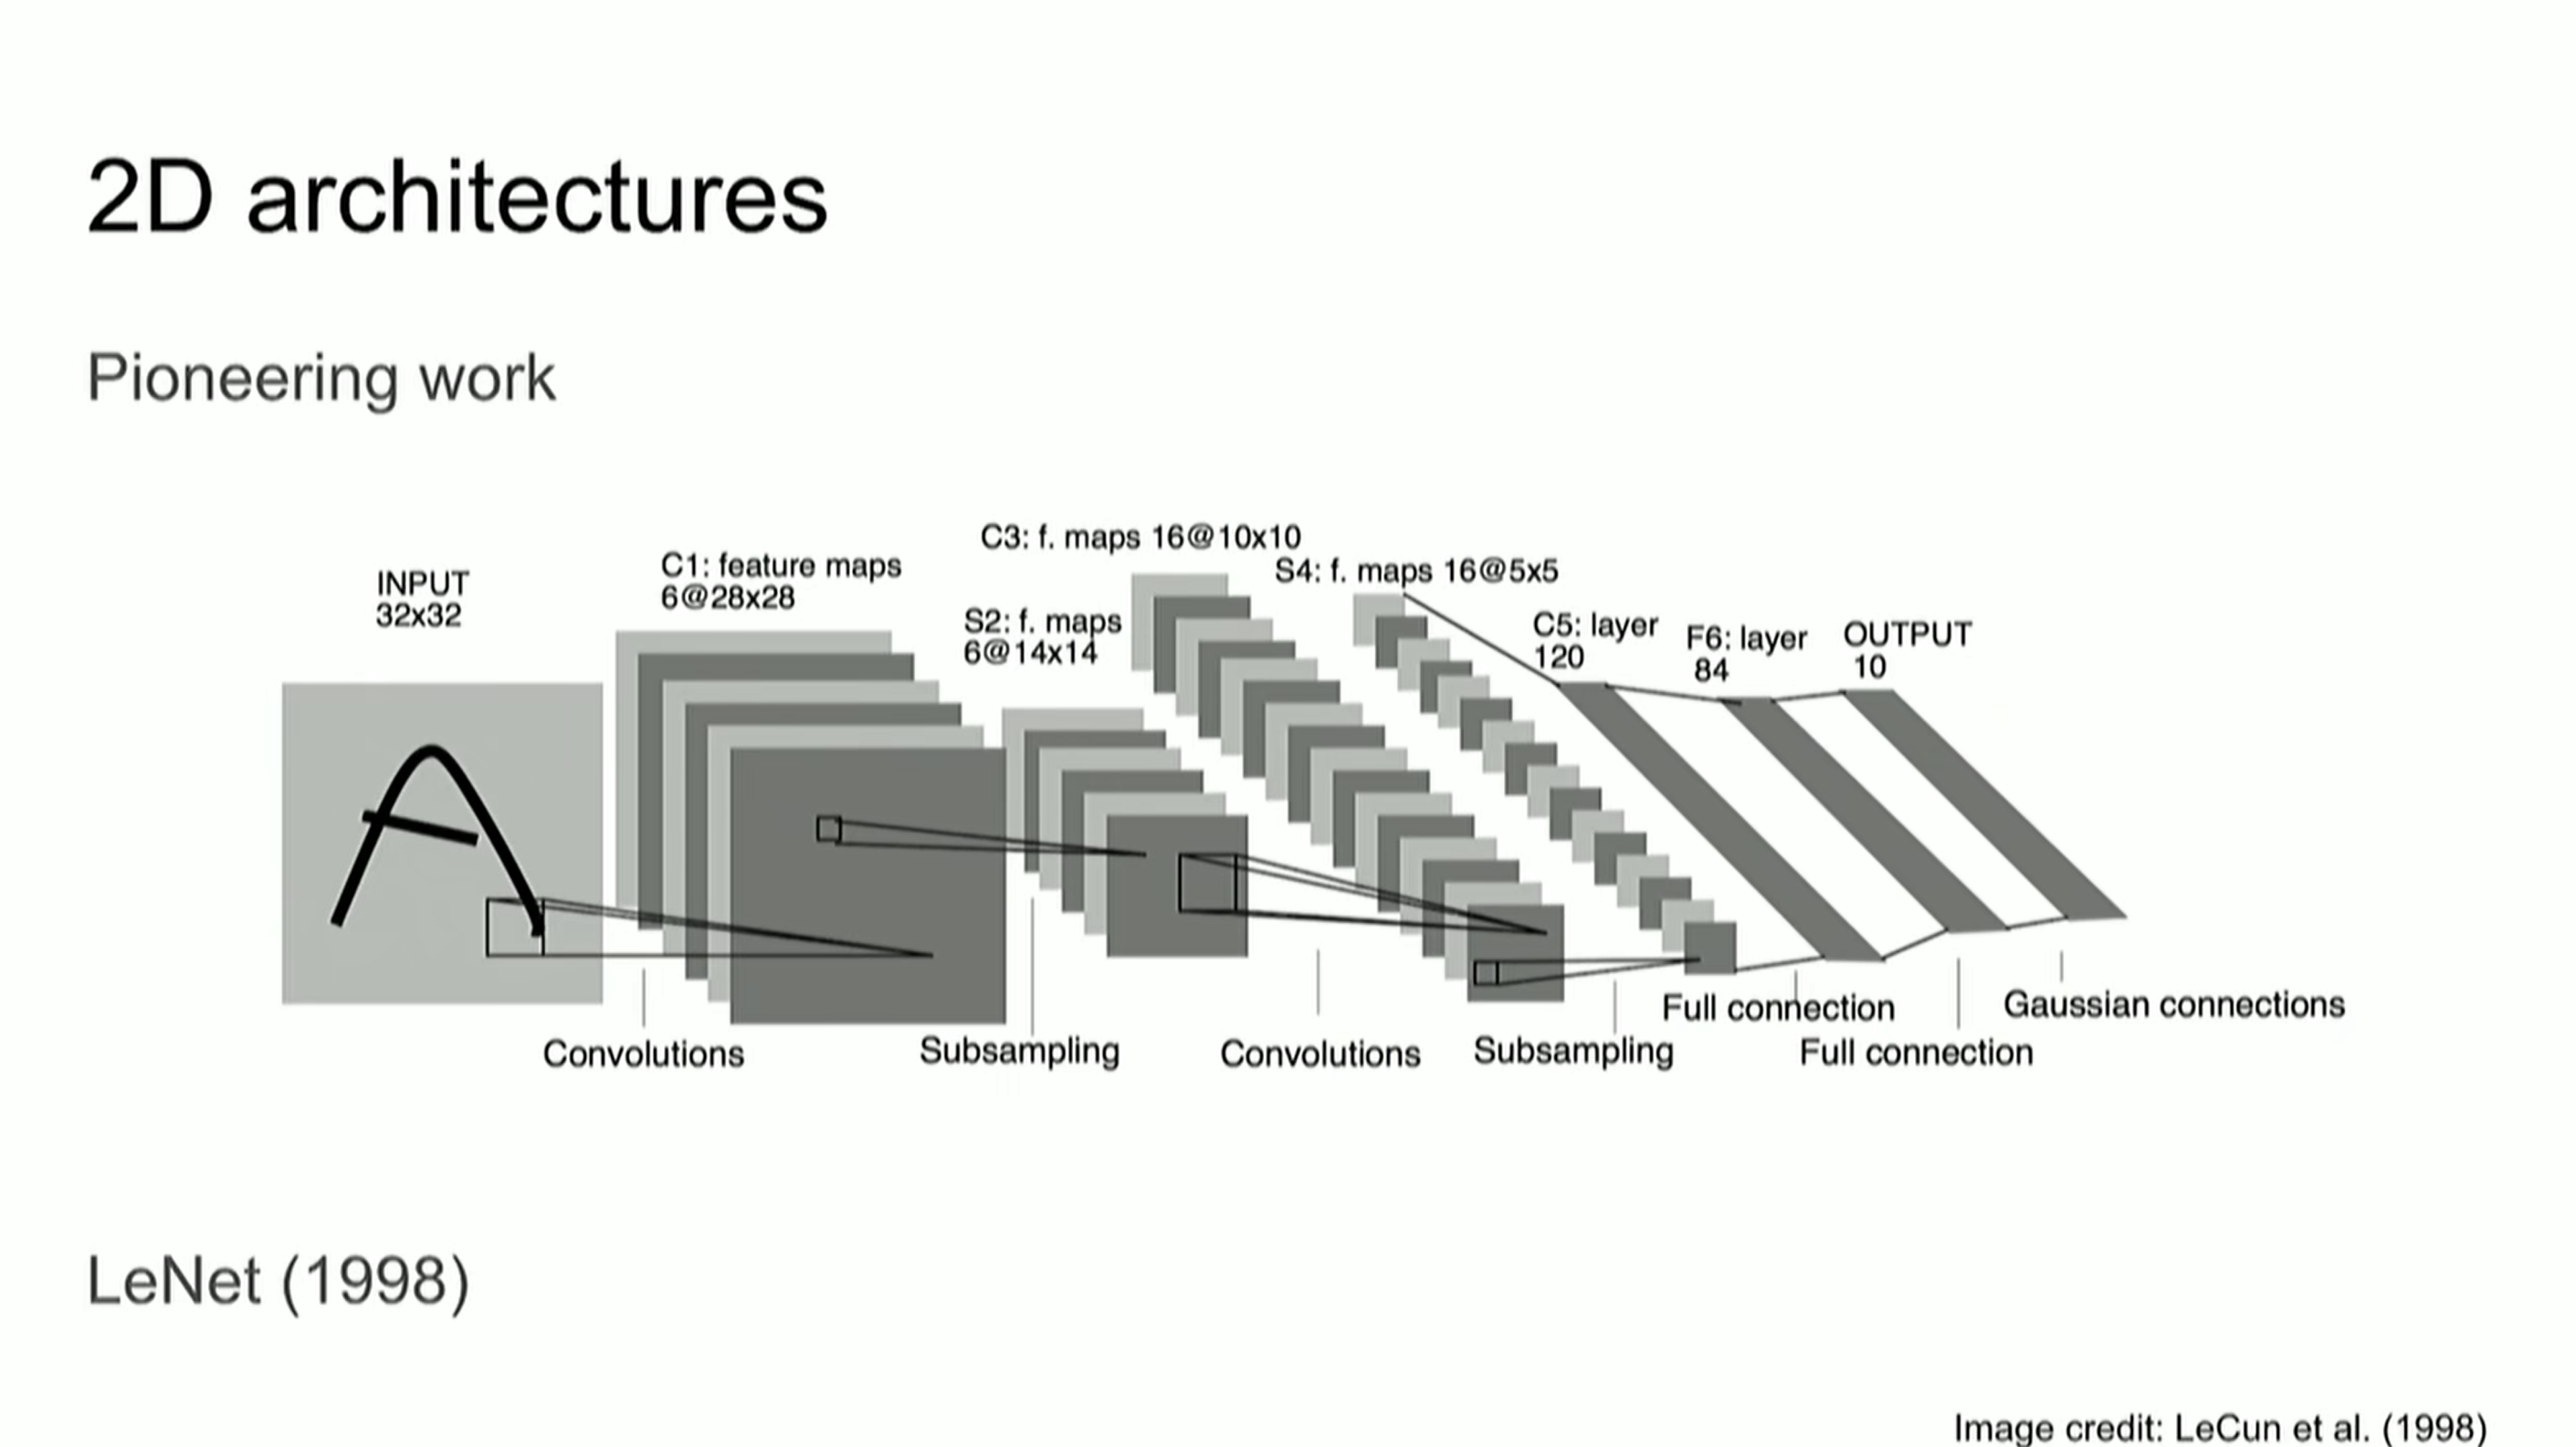 2D architectures
Pioneering work
INPUT
32x32
C1: feature maps
6@28x28
S2: f. maps
6@14x14
C3: f. maps 16@10x10
S4: f. maps 16@5x5
C5: layer
120
F6: layer
84
OUTPUT
10
Convolutions
Subsampling
Convolutions
Subsampling
Full connection
Full connection
Gaussian connections
LeNet (1998)
Image credit: LeCun et al. (1998)